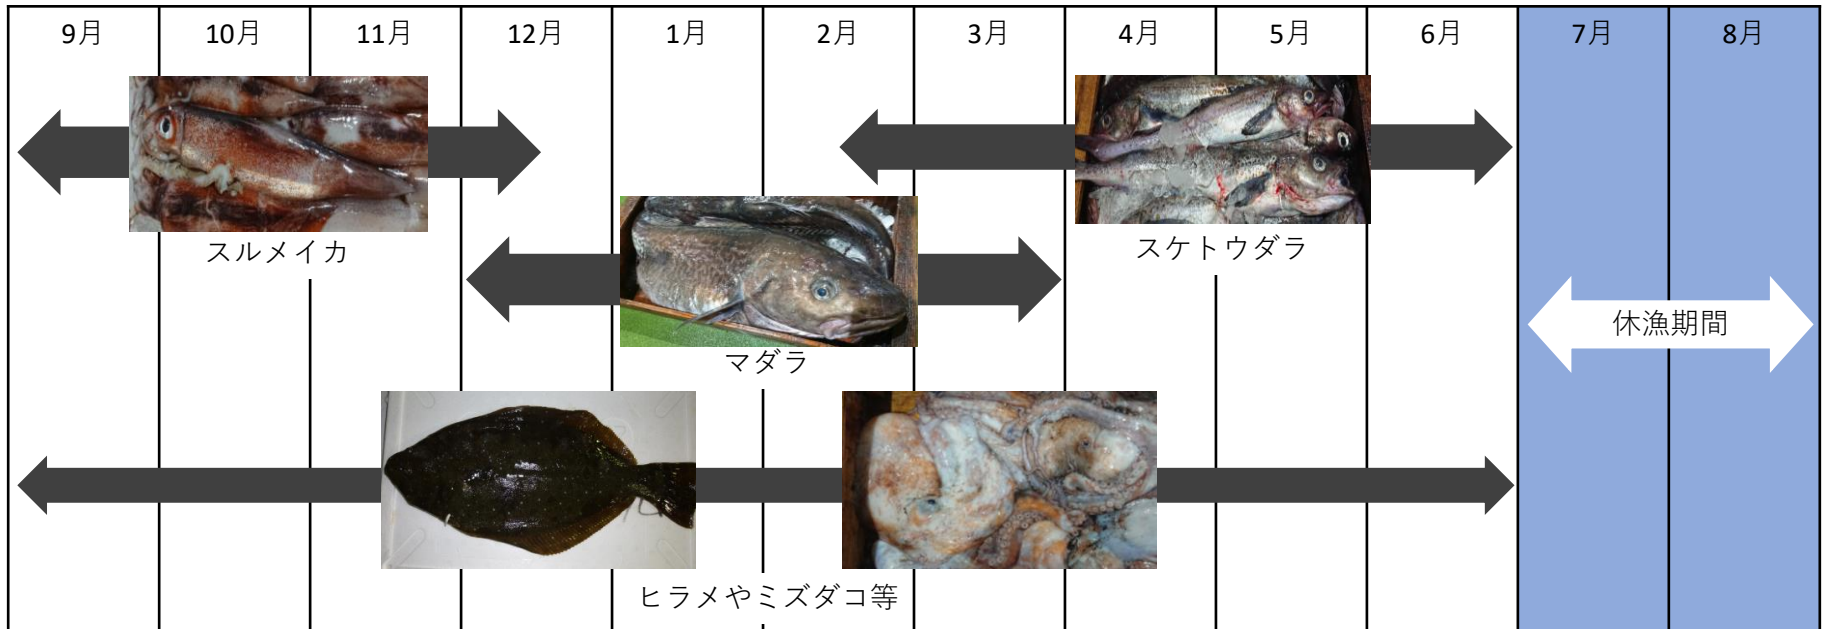 9月 10月 11月 12月 1月 2月 3月 4月 5月 6月 7月 8月
スルメイカ
スケトウダラ
休漁期間
マダラ
ヒラメやミズダコ等